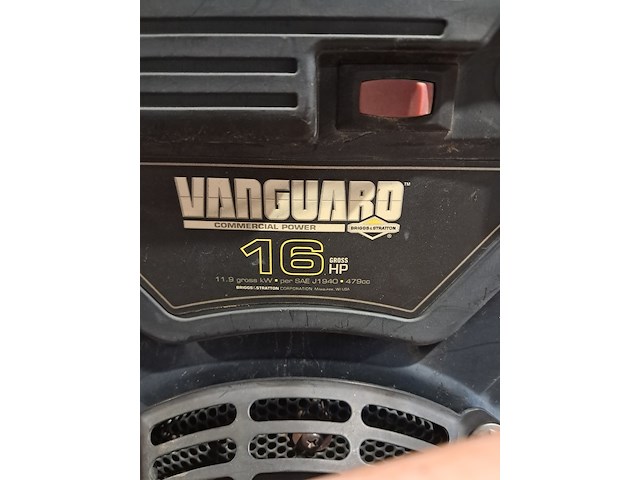 VANGUARD™
COMMERCIAL POWER
BRIGGS&STRATTON
®
16 GROSS HP
11.9 gross kW • per SAE J1940 • 479cc
BRIGGS&STRATTON CORPORATION Milwaukee, WI USA